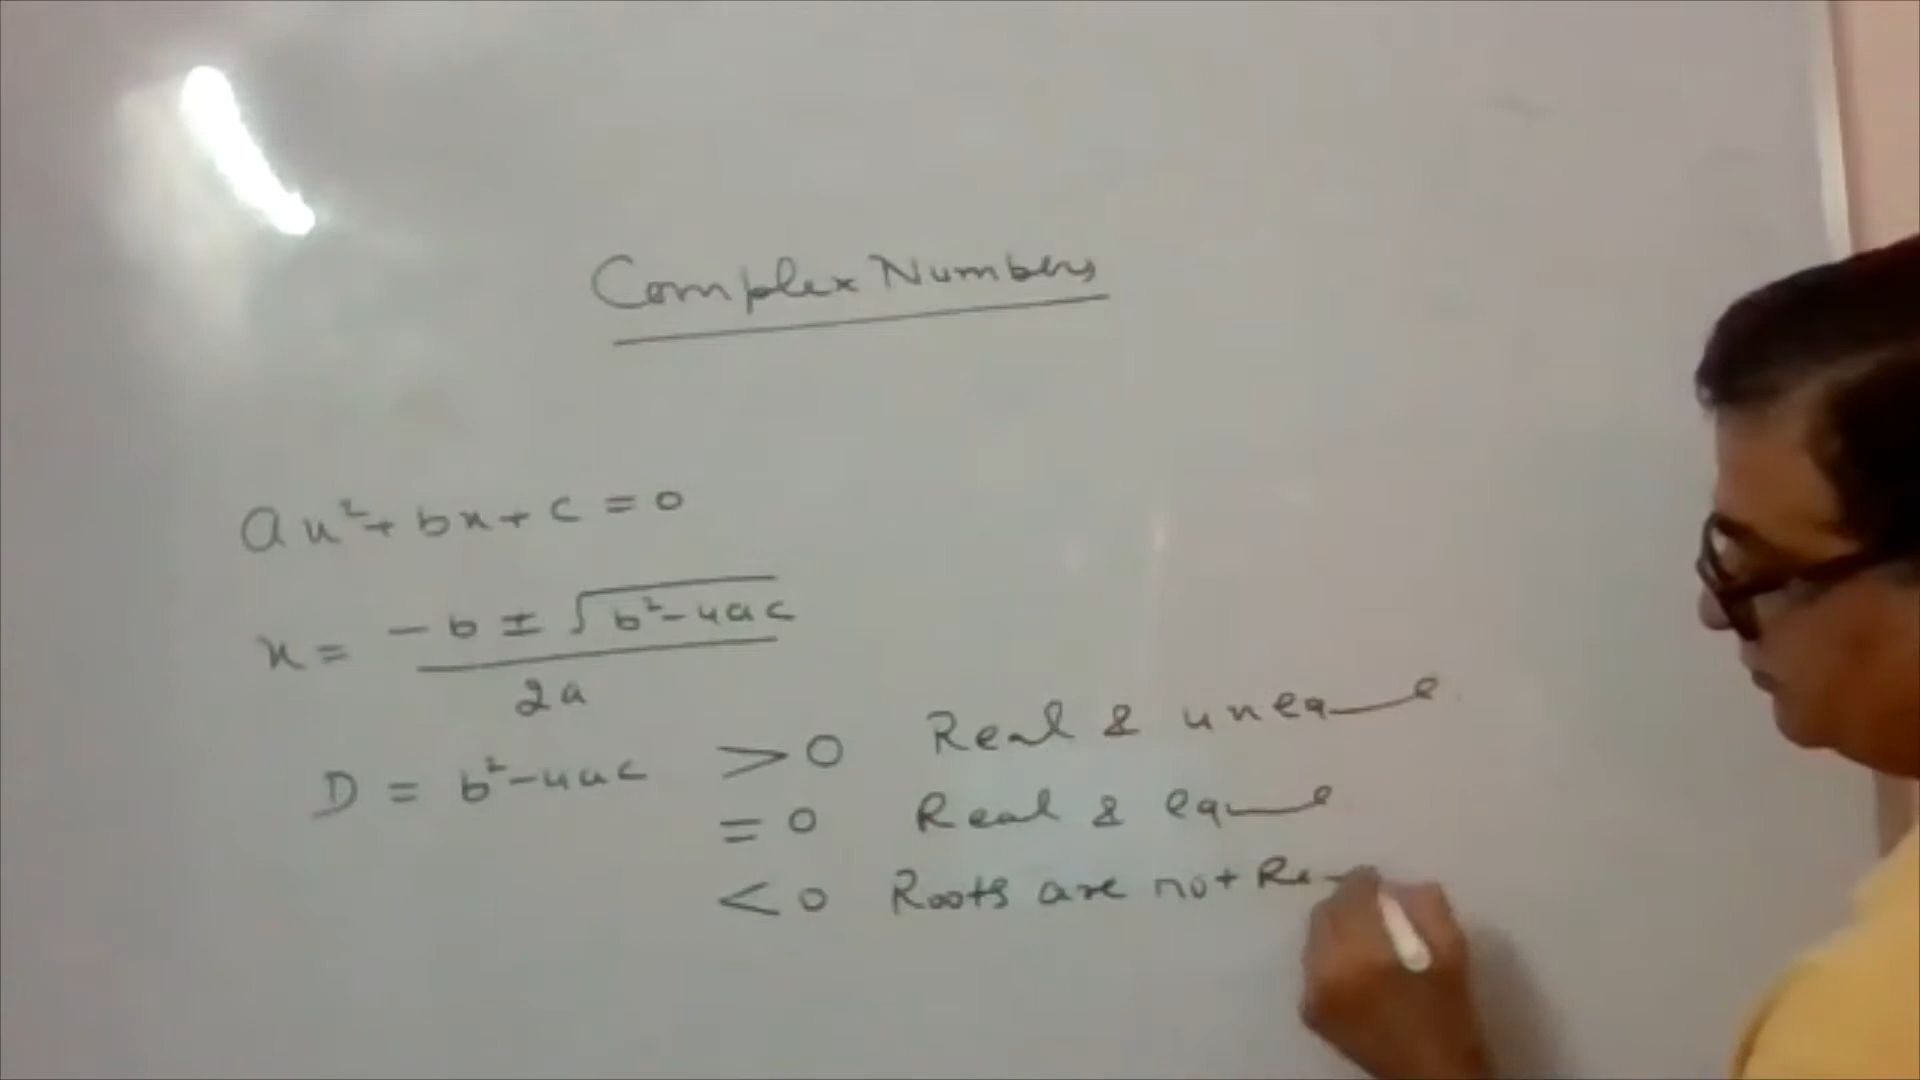 Complex Numbers
ax²+bx+c=0
x = -b ± √b²-4ac
2a
D = b²-4ac >0 Real & unequal
=0 Real & equal
<0 Roots are not Re